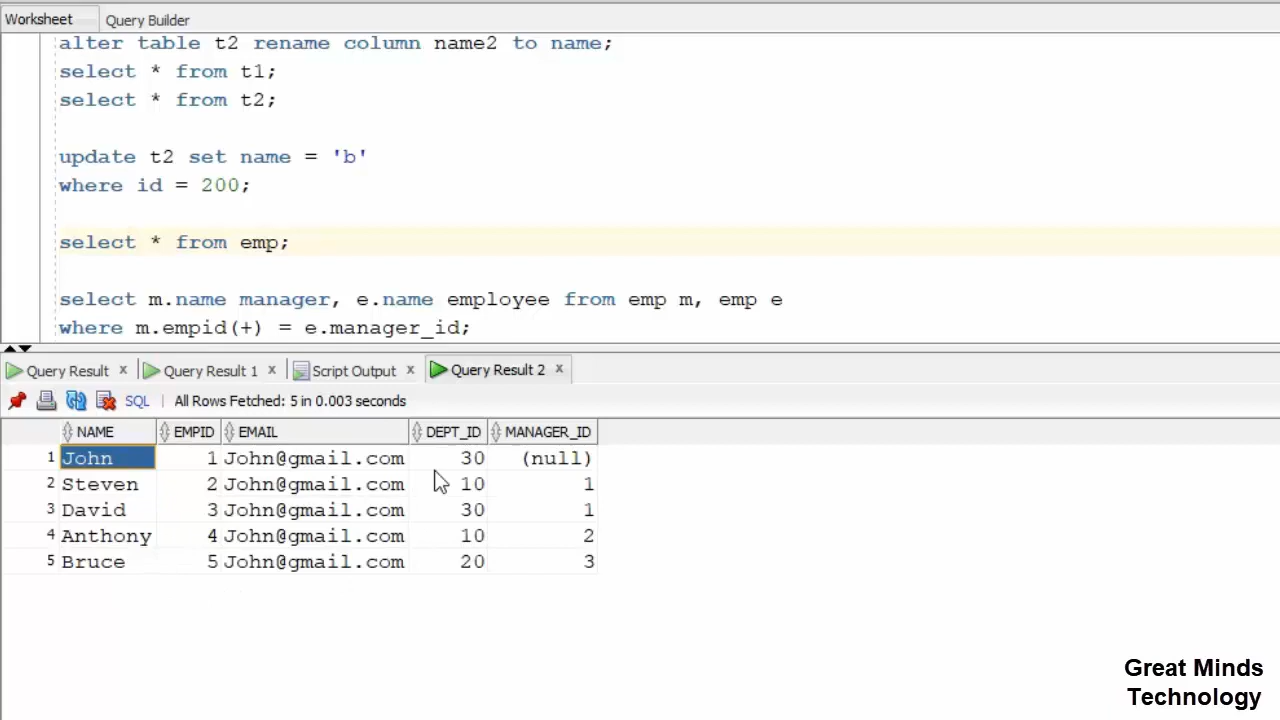 Worksheet Query Builder
alter table t2 rename column name2 to name;
select * from t1;
select * from t2;
update t2 set name = 'b'
where id = 200;
select * from emp;
select m.name manager, e.name employee from emp m, emp e
where m.empid(+) = e.manager_id;
Query Result × Query Result 1 × Script Output × Query Result 2 ×
SQL | All Rows Fetched: 5 in 0.003 seconds
NAME EMPID EMAIL DEPT_ID MANAGER_ID
1 John 1 John@gmail.com 30 (null)
2 Steven 2 John@gmail.com 10 1
3 David 3 John@gmail.com 30 1
4 Anthony 4 John@gmail.com 10 2
5 Bruce 5 John@gmail.com 20 3
Great Minds
Technology